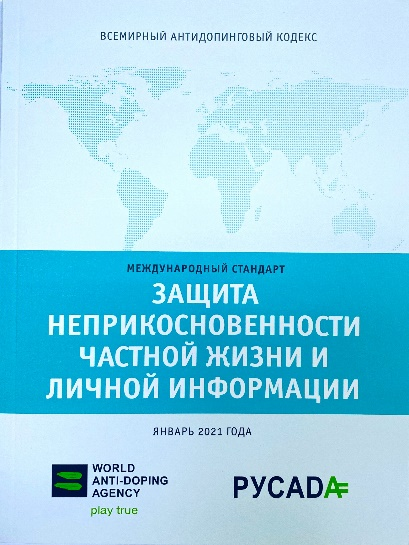 ВСЕМИРНЫЙ АНТИДОПИНГОВЫЙ КОДЕКС
МЕЖДУНАРОДНЫЙ СТАНДАРТ
ЗАЩИТА
НЕПРИКОСНОВЕННОСТИ
ЧАСТНОЙ ЖИЗНИ И
ЛИЧНОЙ ИНФОРМАЦИИ
ЯНВАРЬ 2021 ГОДА
WORLD
ANTI-DOPING
AGENCY
play true
РУСАДА